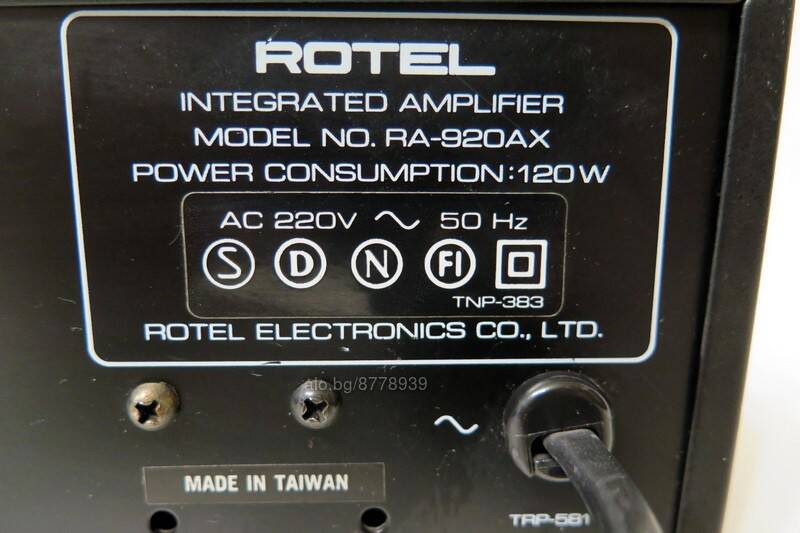 ROTEL
INTEGRATED AMPLIFIER
MODEL NO. RA-920AX
POWER CONSUMPTION:120W
AC 220V ~ 50 Hz
S D N FI
TNP-383
ROTEL ELECTRONICS CO., LTD.
alo.bg/8778939
~
MADE IN TAIWAN
TRP-581